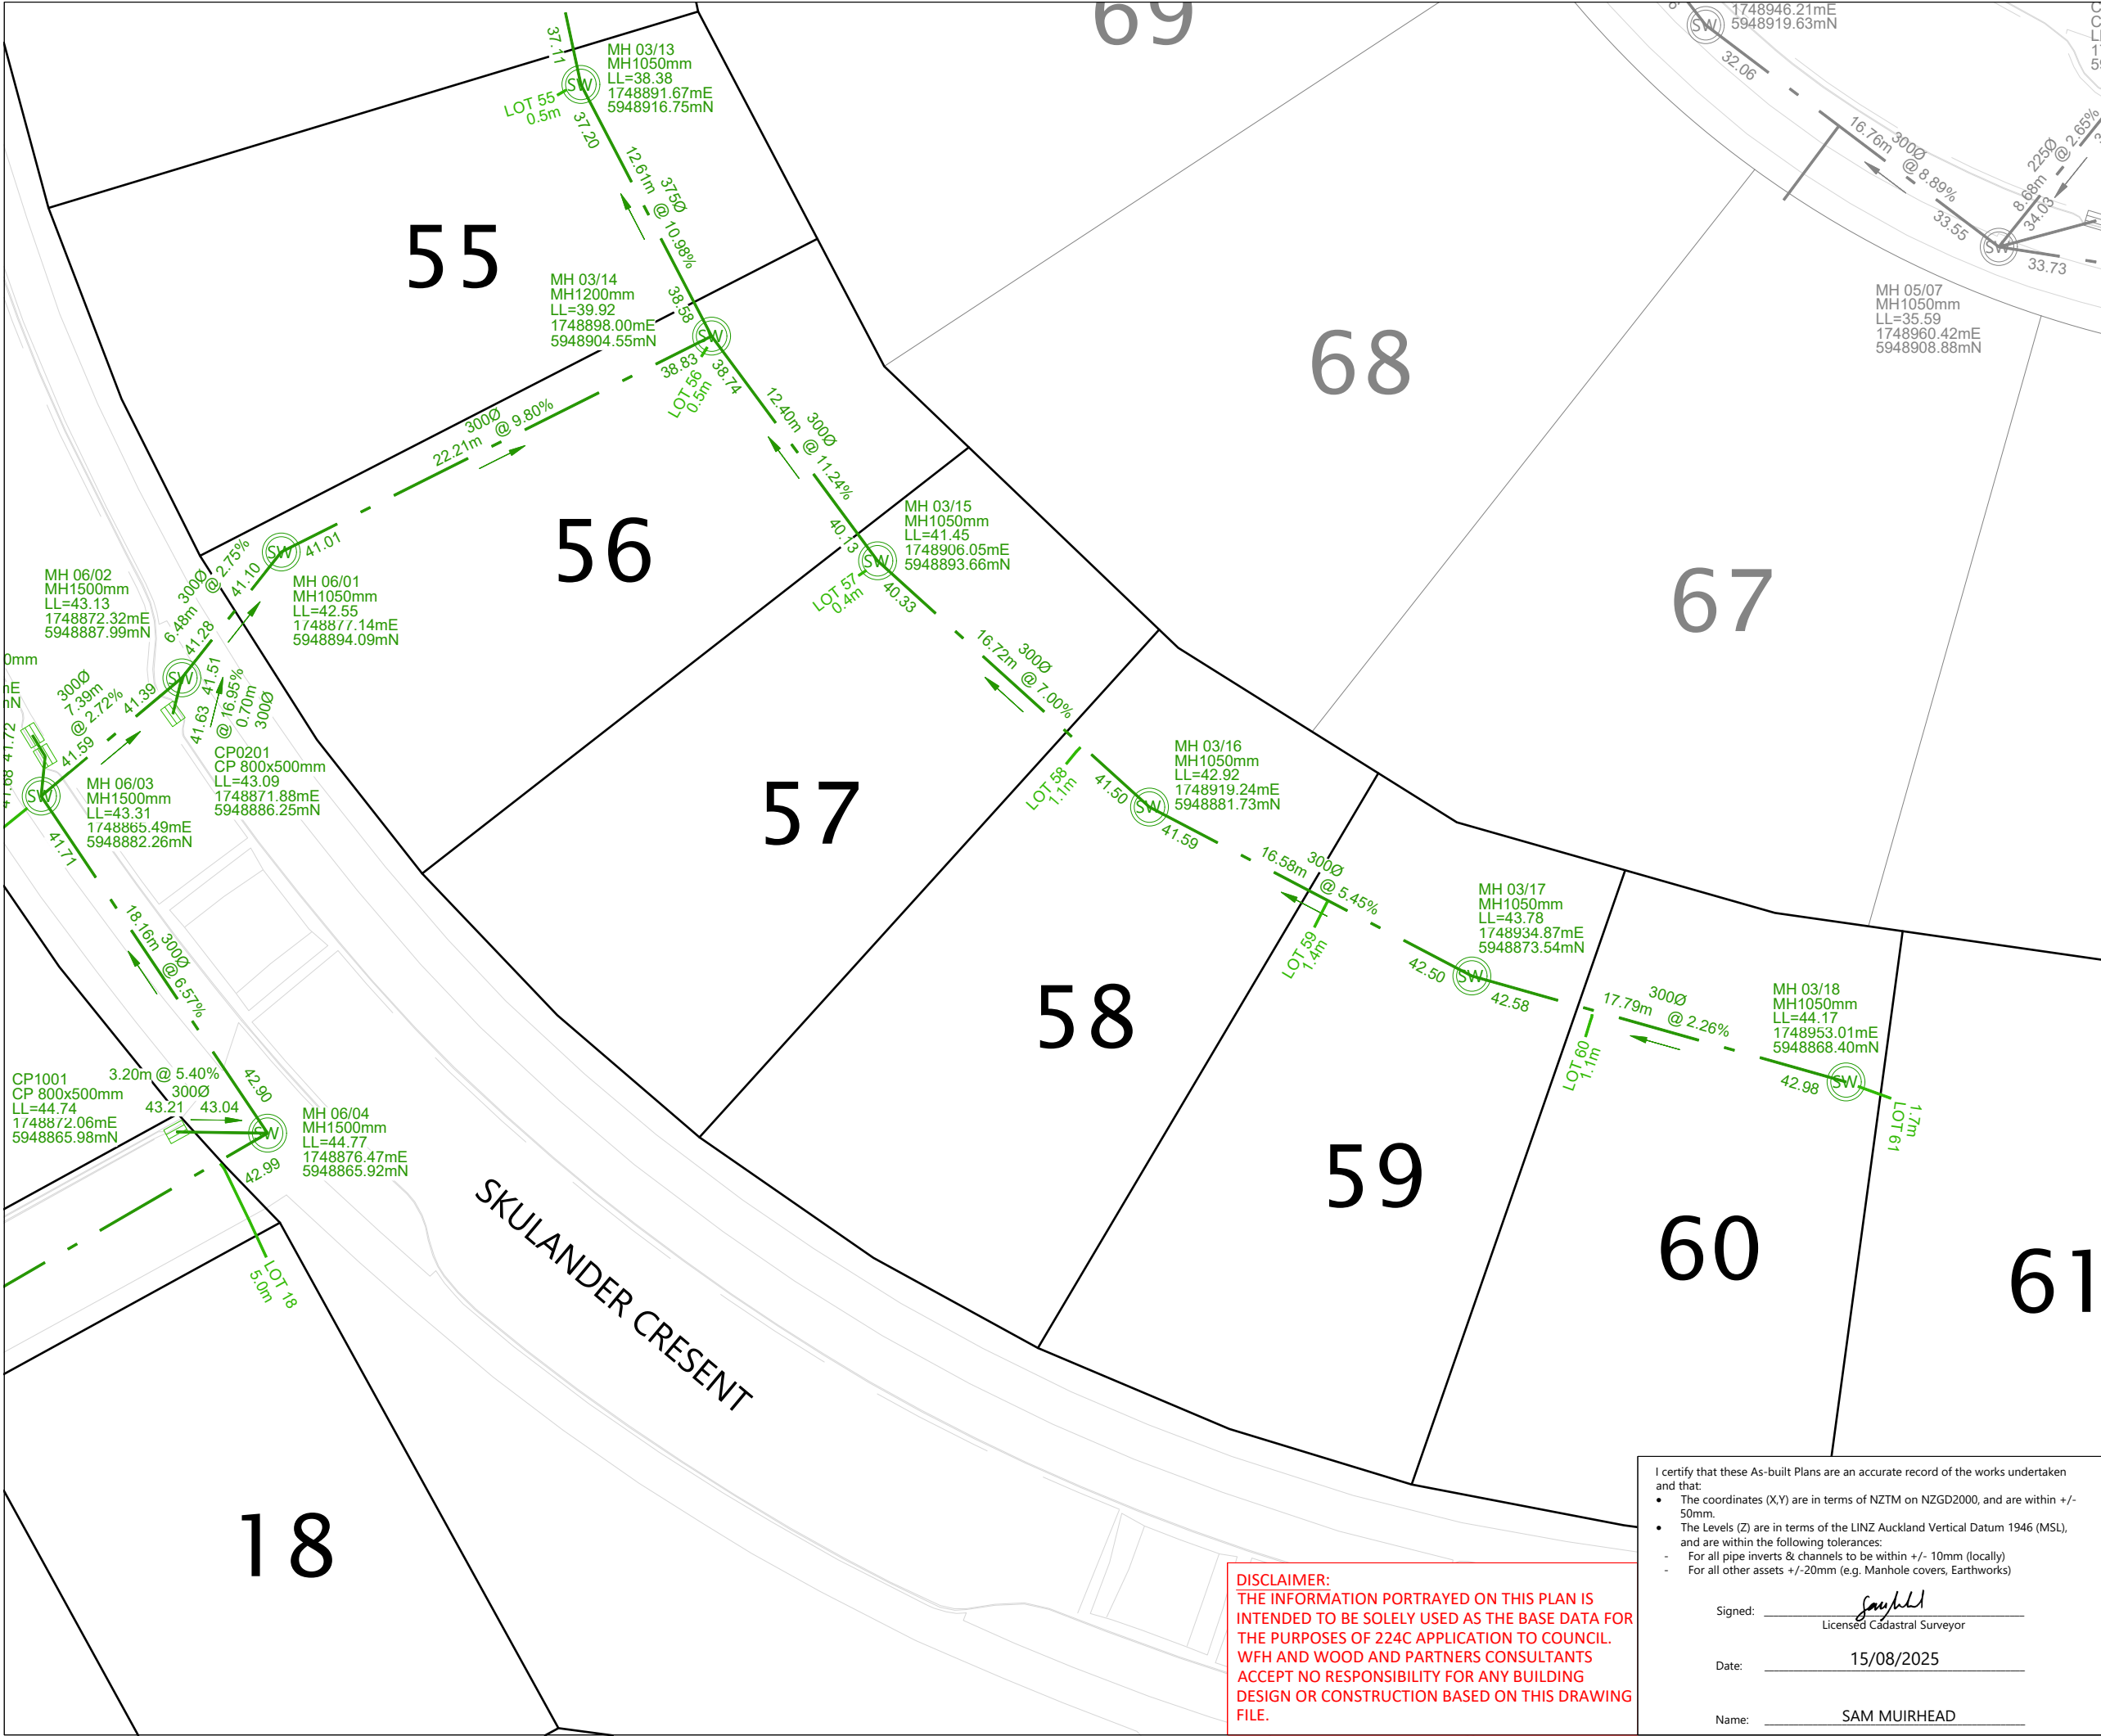 69
1748946.21mE
5948919.63mN
SW
32.06
16.76m
300Ø
@ 8.89%
33.55
225Ø
@ 2.65%
8.68m
34.03
SW
33.73
MH 05/07
MH1050mm
LL=35.59
1748960.42mE
5948908.88mN
37.11
MH 03/13
MH1050mm
LL=38.38
1748891.67mE
5948916.75mN
SW
LOT 55
0.5m
37.20
12.61m
375Ø
@ 10.98%
38.58
55
MH 03/14
MH1200mm
LL=39.92
1748898.00mE
5948904.55mN
SW
38.83
38.74
LOT 56
0.5m
68
300Ø
22.21m @ 9.80%
12.40m
300Ø
@ 11.24%
40.13
56
MH 03/15
MH1050mm
LL=41.45
1748906.05mE
5948893.66mN
SW
LOT 57
0.4m
40.33
67
SW
41.01
41.10
300Ø
@ 2.75%
6.48m
41.28
MH 06/01
MH1050mm
LL=42.55
1748877.14mE
5948894.09mN
MH 06/02
MH1500mm
LL=43.13
1748872.32mE
5948887.99mN
SW
0mm
mE
mN
300Ø
7.39m
@ 2.72%
41.39
41.59
41.63
41.51
@ 16.95%
0.70m
300Ø
41.68
41.72
SW
MH 06/03
MH1500mm
LL=43.31
1748865.49mE
5948882.26mN
CP0201
CP 800x500mm
LL=43.09
1748871.88mE
5948886.25mN
16.72m
300Ø
@ 7.00%
57
LOT 58
1.1m
41.50
MH 03/16
MH1050mm
LL=42.92
1748919.24mE
5948881.73mN
SW
41.59
16.58m
300Ø
@ 5.45%
LOT 59
1.4m
42.50
MH 03/17
MH1050mm
LL=43.78
1748934.87mE
5948873.54mN
SW
42.58
41.71
18.16m
300Ø
@ 6.57%
42.90
58
LOT 60
1.1m
17.79m
300Ø
@ 2.26%
MH 03/18
MH1050mm
LL=44.17
1748953.01mE
5948868.40mN
42.98
SW
1.7m
LOT 61
CP1001
CP 800x500mm
LL=44.74
1748872.06mE
5948865.98mN
3.20m @ 5.40%
300Ø
43.21
43.04
SW
MH 06/04
MH1500mm
LL=44.77
1748876.47mE
5948865.92mN
42.99
LOT 18
5.0m
59
60
61
SKULANDER CRESENT
18
DISCLAIMER:
THE INFORMATION PORTRAYED ON THIS PLAN IS
INTENDED TO BE SOLELY USED AS THE BASE DATA FOR
THE PURPOSES OF 224C APPLICATION TO COUNCIL.
WFH AND WOOD AND PARTNERS CONSULTANTS
ACCEPT NO RESPONSIBILITY FOR ANY BUILDING
DESIGN OR CONSTRUCTION BASED ON THIS DRAWING
FILE.
I certify that these As-built Plans are an accurate record of the works undertaken
and that:
• The coordinates (X,Y) are in terms of NZTM on NZGD2000, and are within +/-
50mm.
• The Levels (Z) are in terms of the LINZ Auckland Vertical Datum 1946 (MSL),
and are within the following tolerances:
- For all pipe inverts & channels to be within +/- 10mm (locally)
- For all other assets +/-20mm (e.g. Manhole covers, Earthworks)
Signed:
Licensed Cadastral Surveyor
Date: 15/08/2025
Name: SAM MUIRHEAD